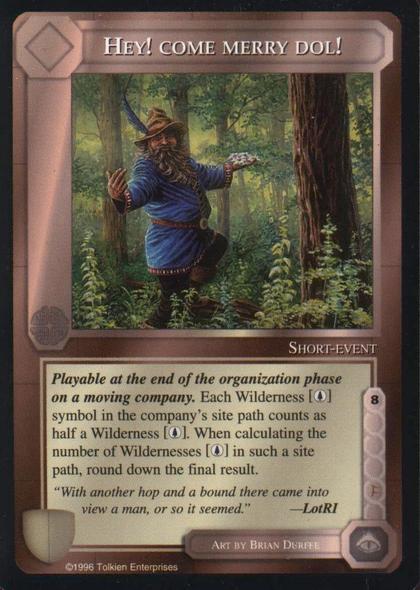 HEY! COME MERRY DOL!
SHORT-EVENT
Playable at the end of the organization phase
on a moving company. Each Wilderness [ ]
symbol in the company's site path counts as
half a Wilderness [ ]. When calculating the
number of Wildernesses [ ] in such a site
path, round down the final result.
8
F
“With another hop and a bound there came into
view a man, or so it seemed.” —LotRI
ART BY BRIAN DURFEE
©1996 Tolkien Enterprises